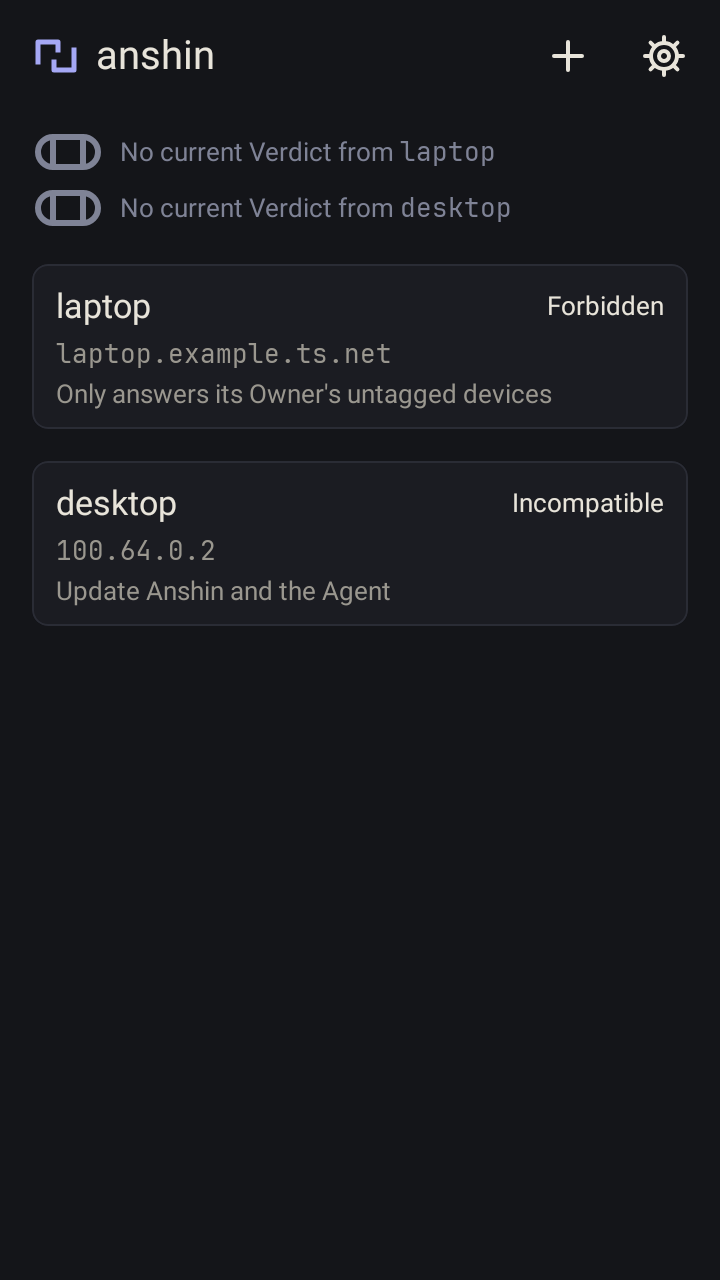 anshin
No current Verdict from laptop
No current Verdict from desktop
laptop
Forbidden
laptop.example.ts.net
Only answers its Owner's untagged devices
desktop
Incompatible
100.64.0.2
Update Anshin and the Agent